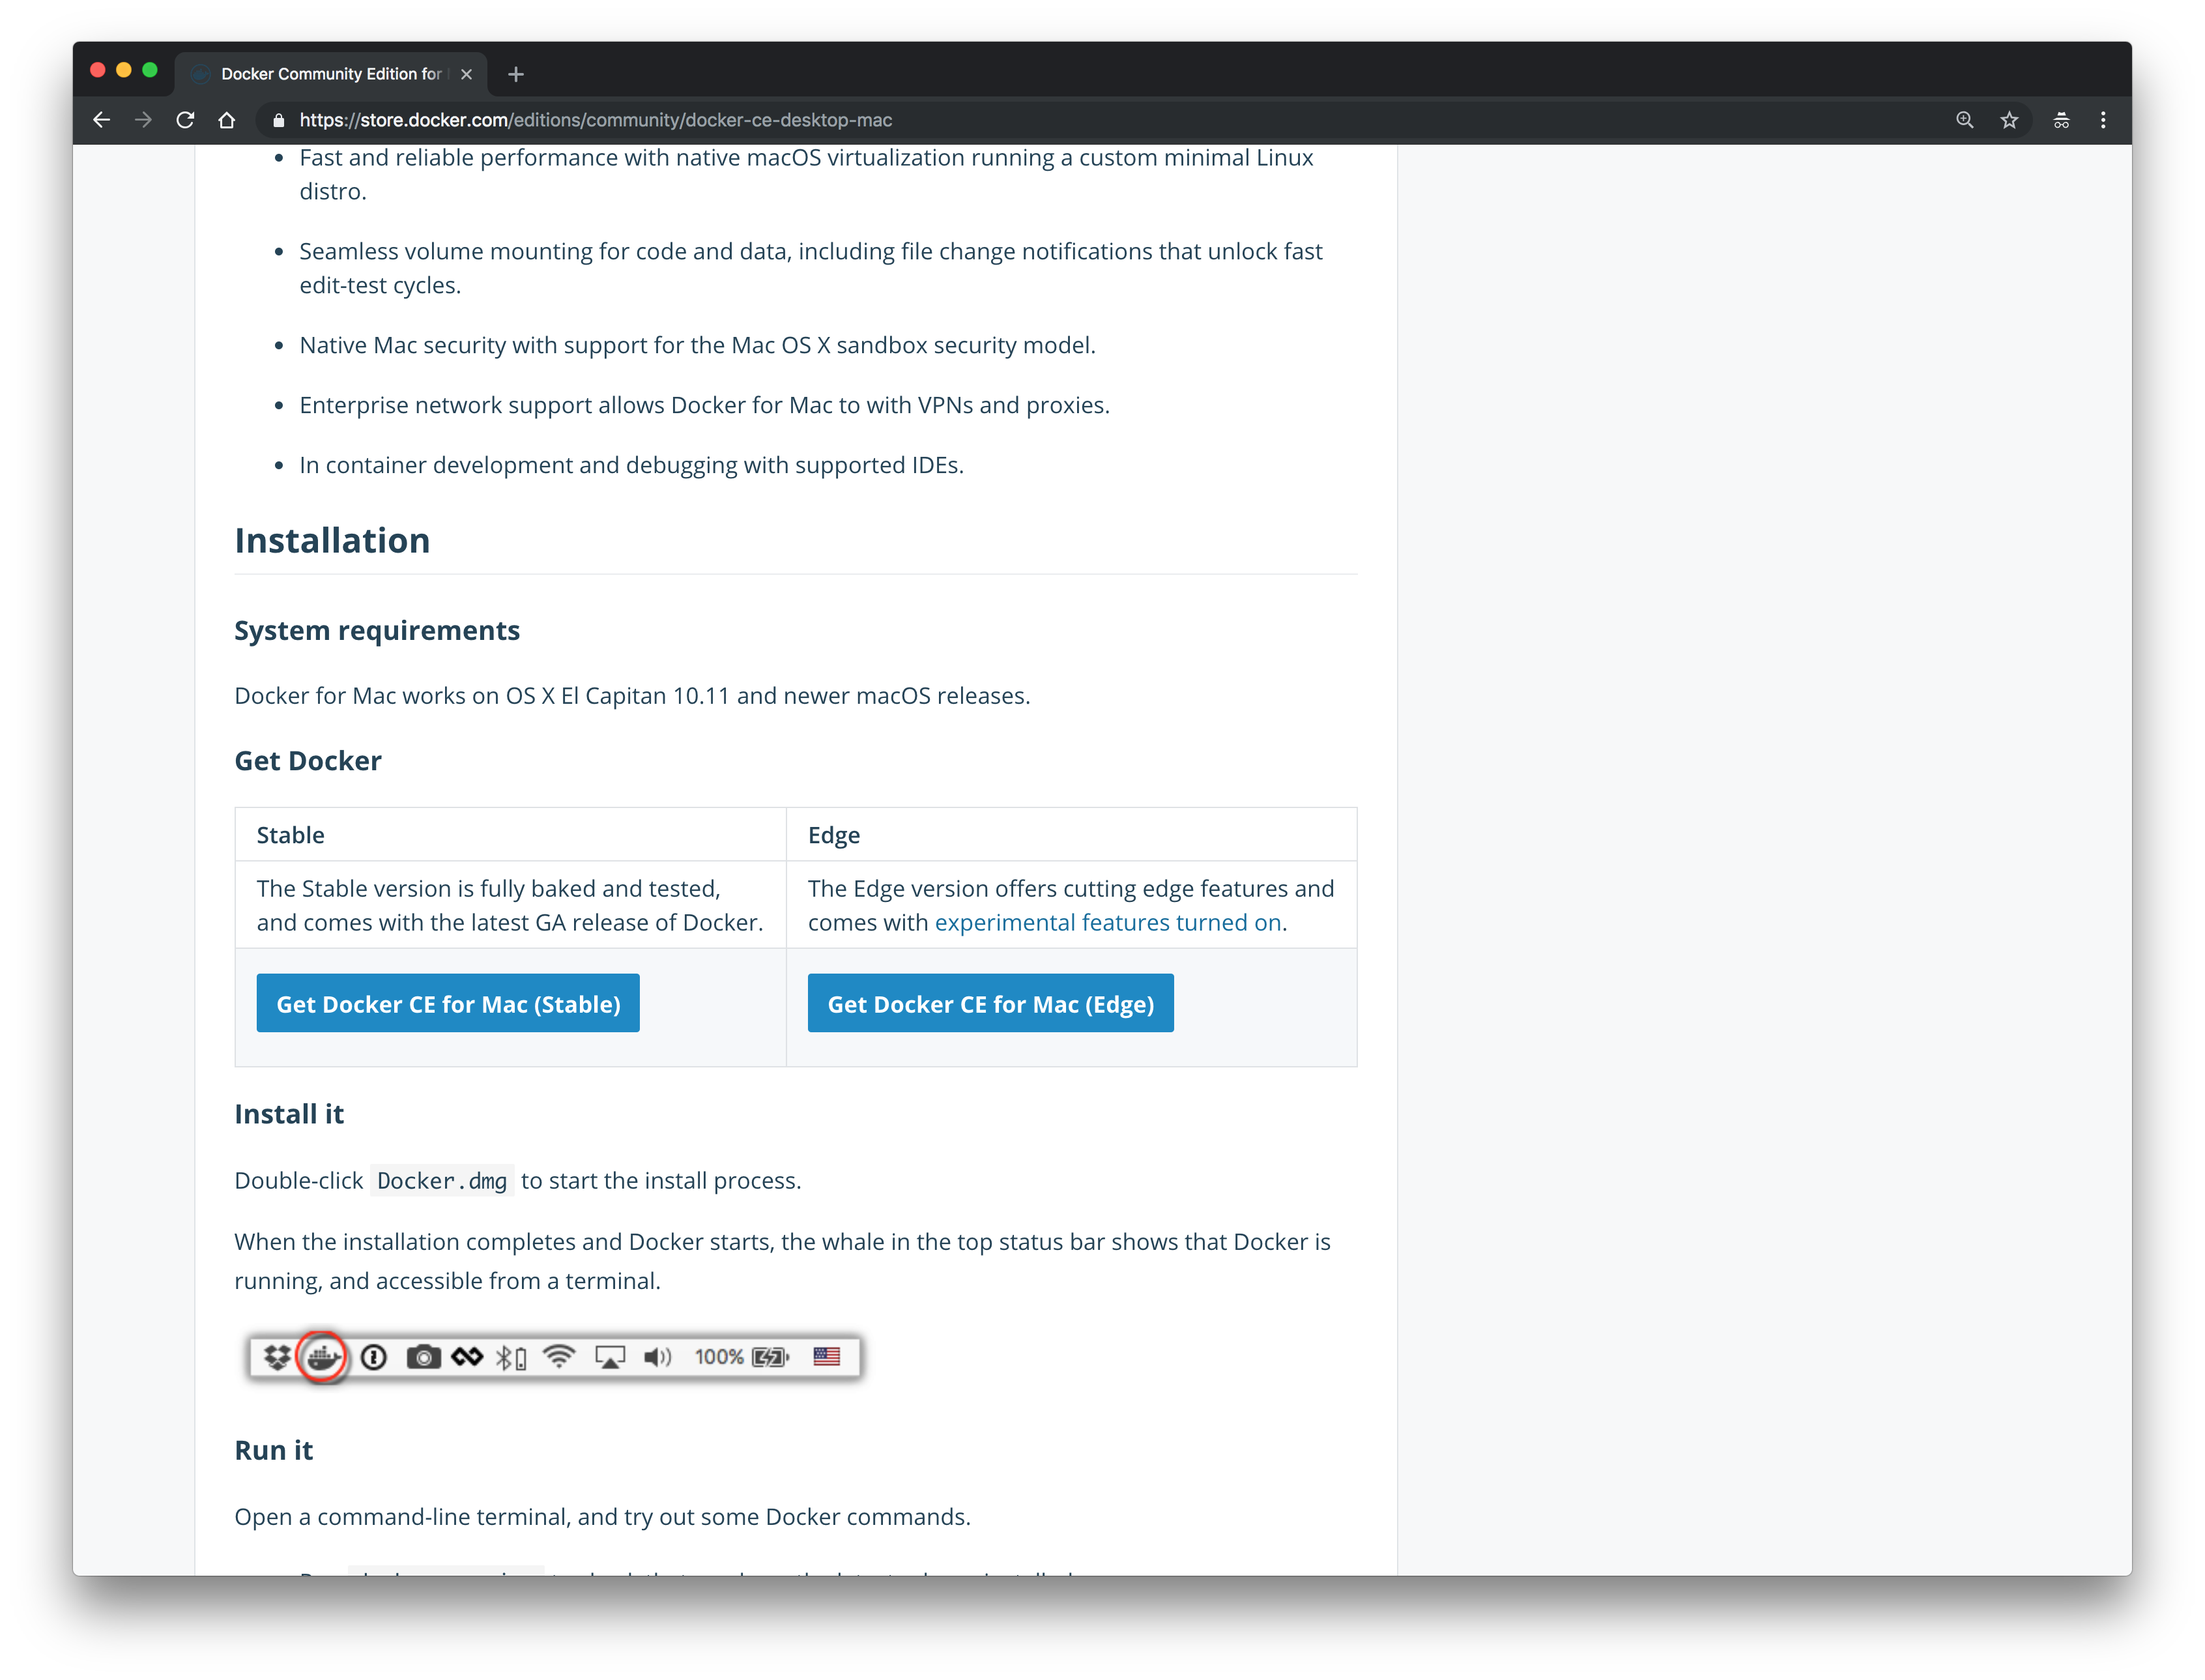 Docker Community Edition for
https://store.docker.com/editions/community/docker-ce-desktop-mac
Fast and reliable performance with native macOS virtualization running a custom minimal Linux
distro.
Seamless volume mounting for code and data, including file change notifications that unlock fast
edit-test cycles.
Native Mac security with support for the Mac OS X sandbox security model.
Enterprise network support allows Docker for Mac to with VPNs and proxies.
In container development and debugging with supported IDEs.
Installation
System requirements
Docker for Mac works on OS X El Capitan 10.11 and newer macOS releases.
Get Docker
Stable
Edge
The Stable version is fully baked and tested,
and comes with the latest GA release of Docker.
The Edge version offers cutting edge features and
comes with experimental features turned on.
Get Docker CE for Mac (Stable)
Get Docker CE for Mac (Edge)
Install it
Double-click Docker.dmg to start the install process.
When the installation completes and Docker starts, the whale in the top status bar shows that Docker is
running, and accessible from a terminal.
100%
Run it
Open a command-line terminal, and try out some Docker commands.